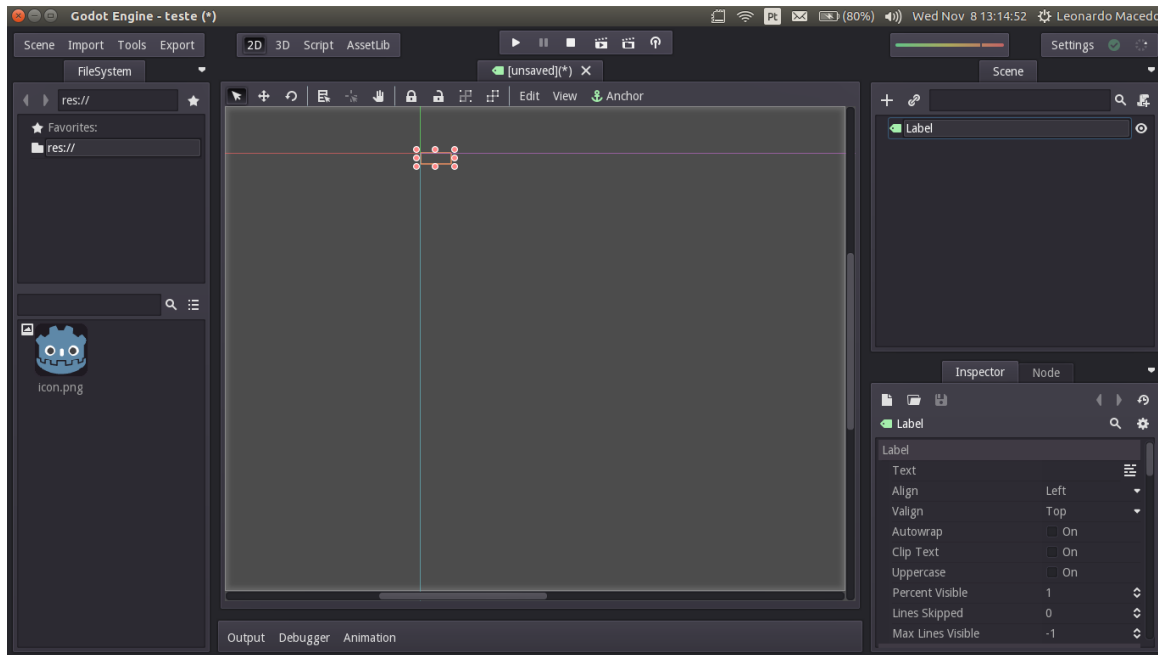 Godot Engine - teste (*)
Pt
(80%)
Wed Nov 8 13:14:52
Leonardo Macedo
Scene Import Tools Export
2D 3D Script AssetLib
Settings
FileSystem
[unsaved](*)
Scene
res://
Edit View Anchor
Favorites:
res://
Label
icon.png
Inspector Node
Label
Label
Text
Align Left
Valign Top
Autowrap On
Clip Text On
Uppercase On
Percent Visible 1
Lines Skipped 0
Max Lines Visible -1
Output Debugger Animation